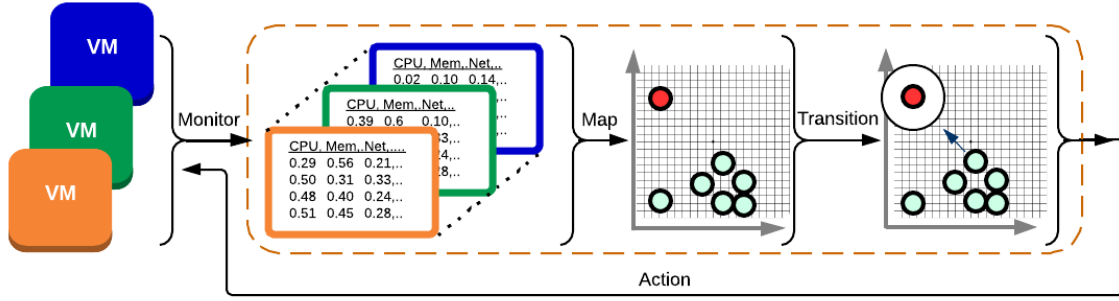 VM
VM
VM
Monitor
CPU, Mem,.Net,..
0.02 0.10 0.14,..
CPU, Mem,.Net,..
0.39 0.6 0.10,..
CPU, Mem,.Net,.....
0.29 0.56 0.21,..
0.50 0.31 0.33,..
0.48 0.40 0.24,..
0.51 0.45 0.28,..
Map
Transition
Action